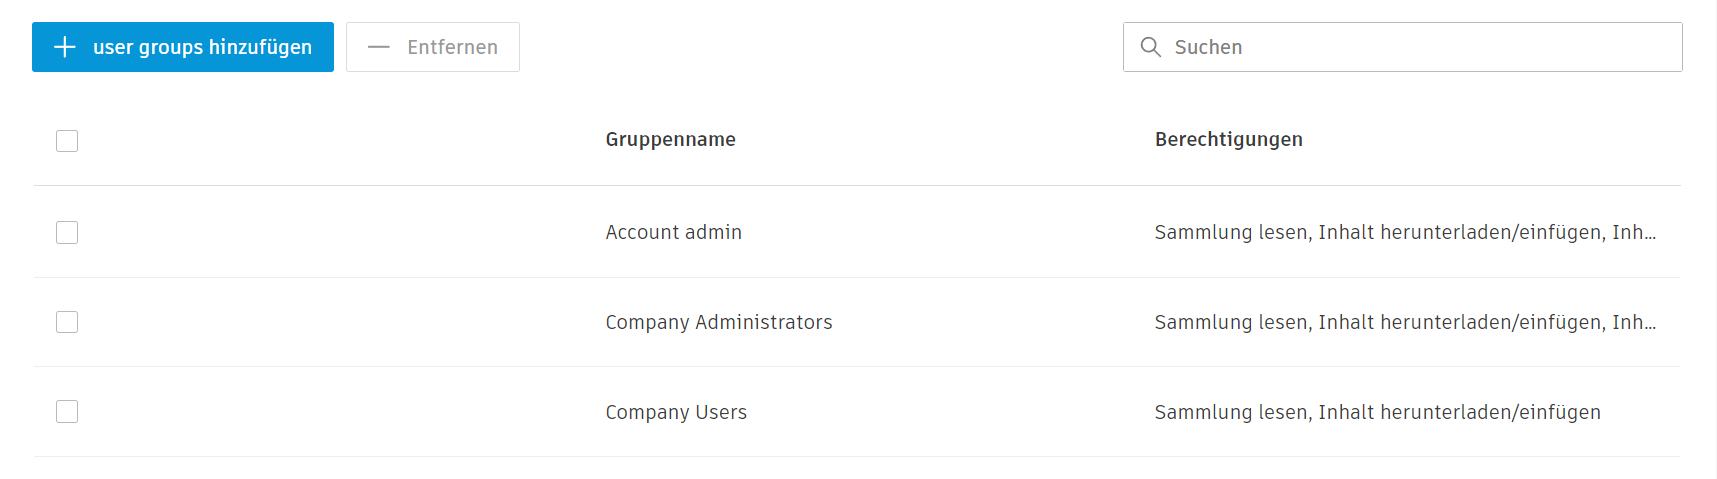 user groups hinzufügen Entfernen Suchen
Gruppenname Berechtigungen
Account admin Sammlung lesen, Inhalt herunterladen/einfügen, Inh...
Company Administrators Sammlung lesen, Inhalt herunterladen/einfügen, Inh...
Company Users Sammlung lesen, Inhalt herunterladen/einfügen